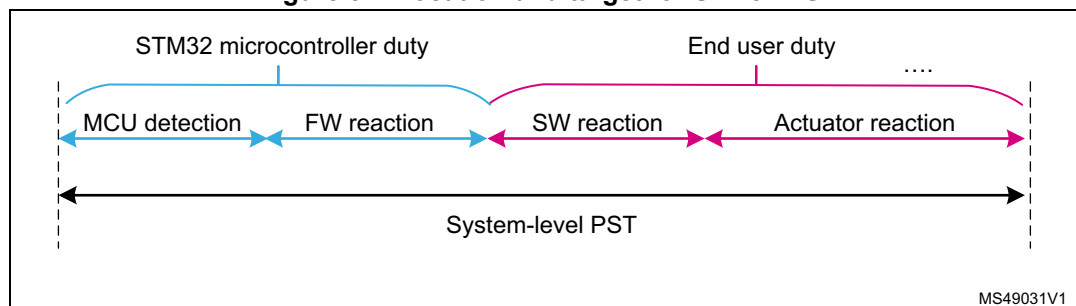 STM32 microcontroller duty
End user duty
....
MCU detection
FW reaction
SW reaction
Actuator reaction
System-level PST
MS49031V1